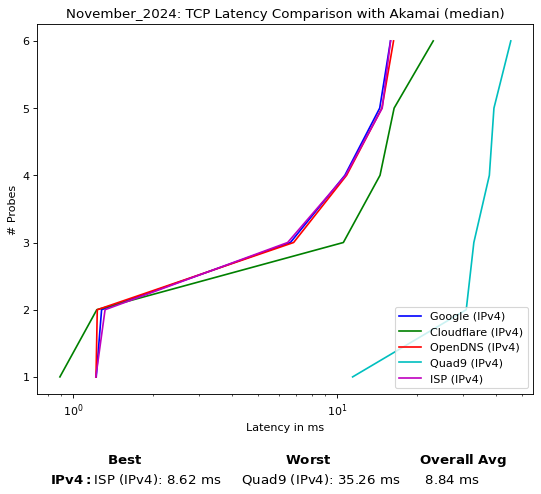 November_2024: TCP Latency Comparison with Akamai (median)
6
5
4
3
2
1
# Probes
10⁰
10¹
Latency in ms
Google (IPv4)
Cloudflare (IPv4)
OpenDNS (IPv4)
Quad9 (IPv4)
ISP (IPv4)
Best Worst Overall Avg
IPv4: ISP (IPv4): 8.62 ms Quad9 (IPv4): 35.26 ms 8.84 ms